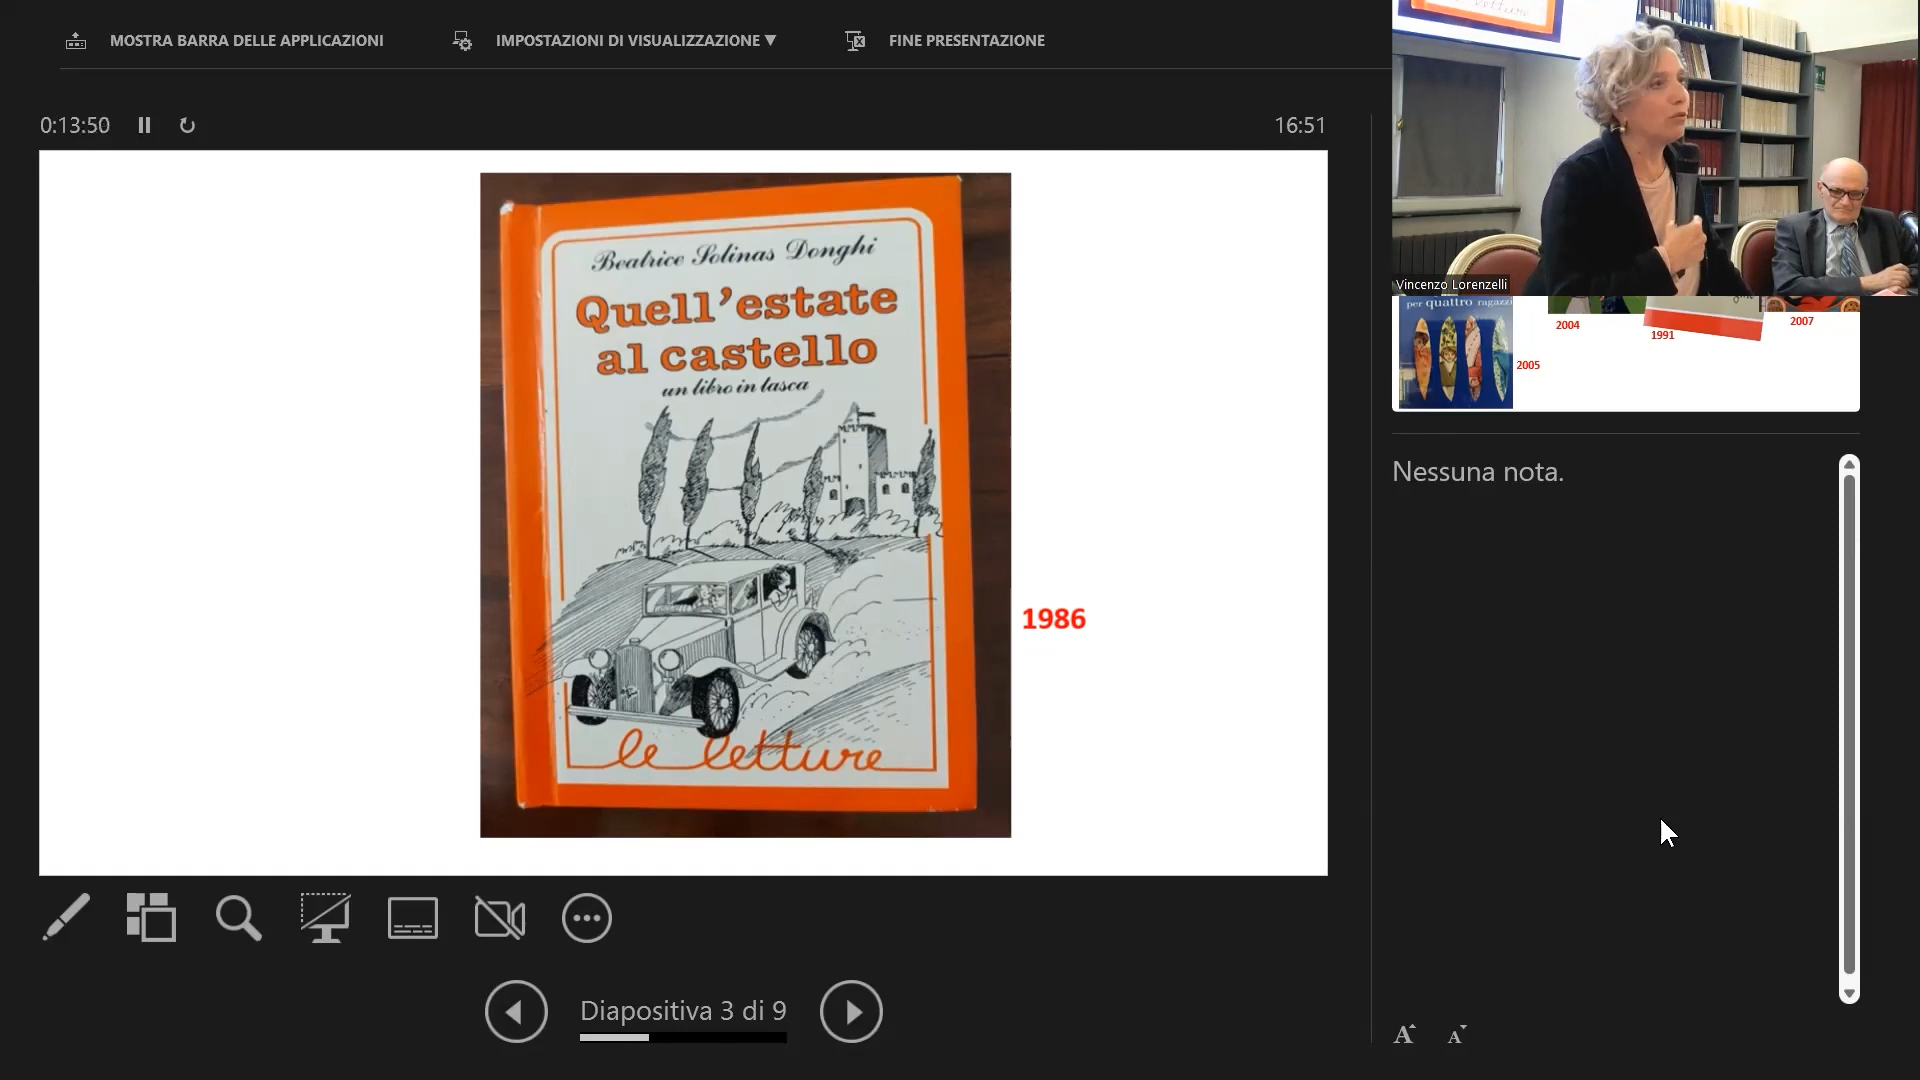 MOSTRA BARRA DELLE APPLICAZIONI
IMPOSTAZIONI DI VISUALIZZAZIONE ▼
FINE PRESENTAZIONE
0:13:50
16:51
Beatrice Solinas Donghi
Quell'estate
al castello
un libro in tasca
le letture
1986
letture
Vincenzo Lorenzelli
per quattro ragazzi
2004
1991
2007
2005
Nessuna nota.
Diapositiva 3 di 9
A
A